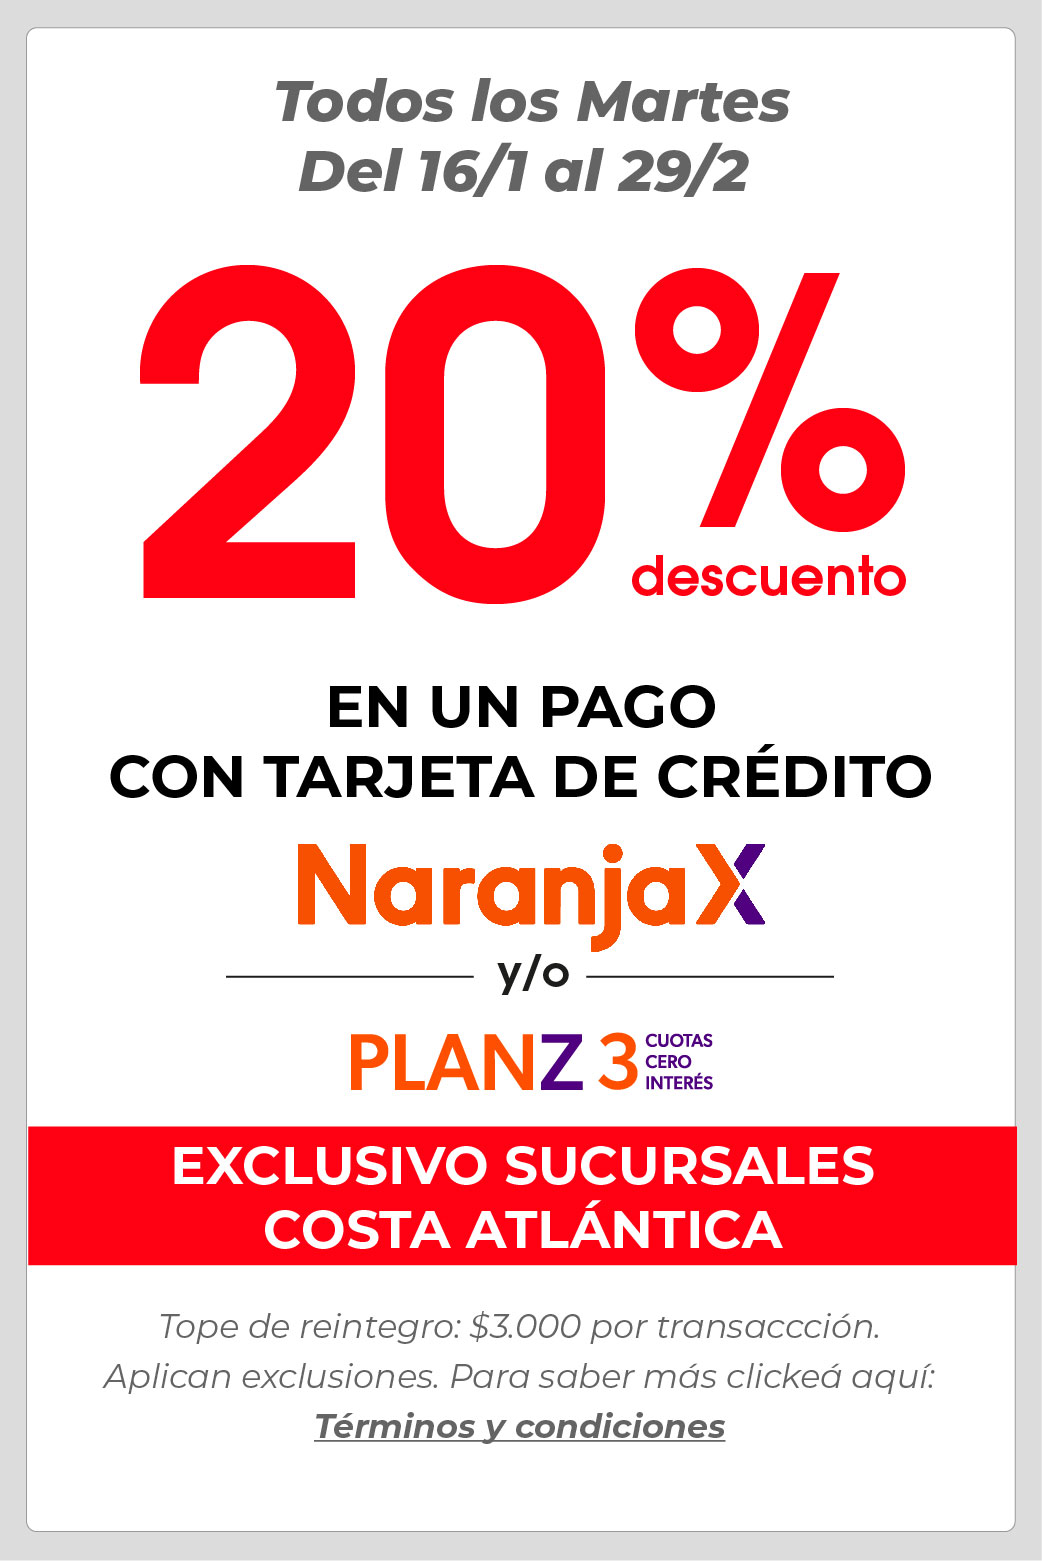 Todos los Martes
Del 16/1 al 29/2
20%
descuento
EN UN PAGO
CON TARJETA DE CRÉDITO
NaranjaX
y/o
PLANZ 3 CUOTAS
CERO
INTERÉS
EXCLUSIVO SUCURSALES
COSTA ATLÁNTICA
Tope de reintegro: $3.000 por transaccción.
Aplican exclusiones. Para saber más clickeá aquí:
Términos y condiciones